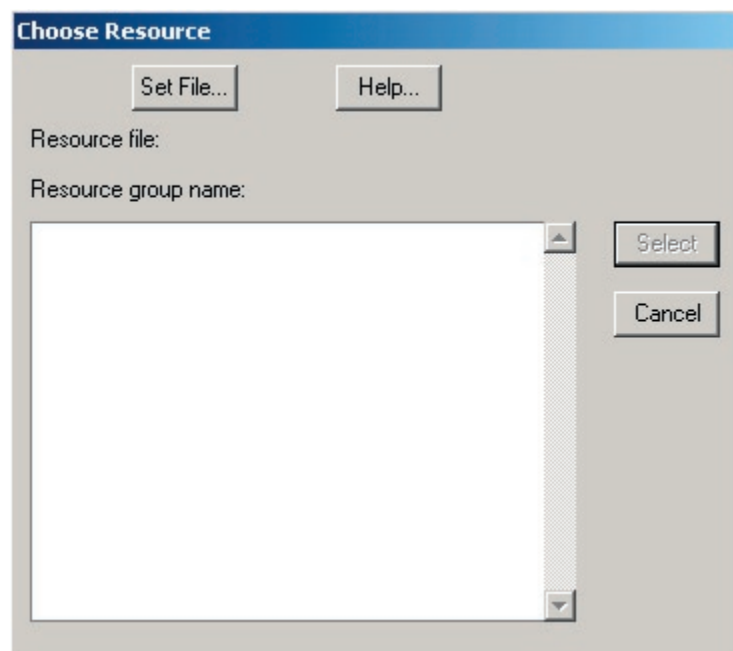 Choose Resource
Set File... Help...
Resource file:
Resource group name:
Select
Cancel